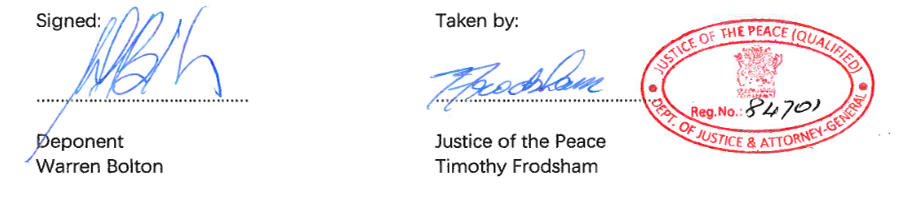 Signed:
Taken by:
Frodsham
JUSTICE OF THE PEACE (QUALIFIED)
Reg.No.: 84701
DEPT. OF JUSTICE & ATTORNEY-GENERAL
Deponent
Warren Bolton
Justice of the Peace
Timothy Frodsham